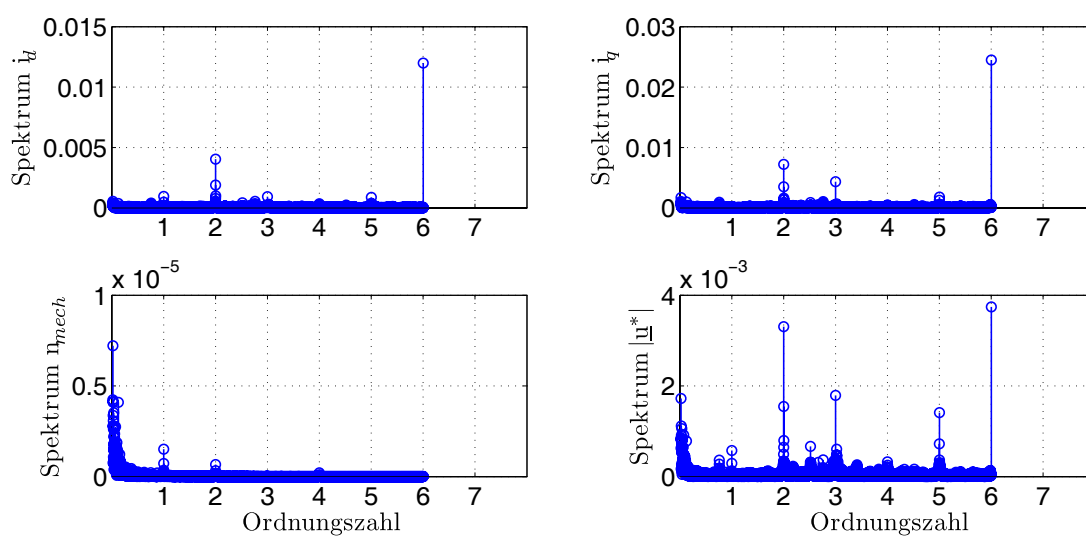 0.015
0.01
0.005
0
Spektrum i_d
1 2 3 4 5 6 7
0.03
0.02
0.01
0
Spektrum i_q
1 2 3 4 5 6 7
x 10^−5
1
0.5
0
Spektrum n_mech
1 2 3 4 5 6 7
Ordnungszahl
x 10^−3
4
2
0
Spektrum |u*|
1 2 3 4 5 6 7
Ordnungszahl